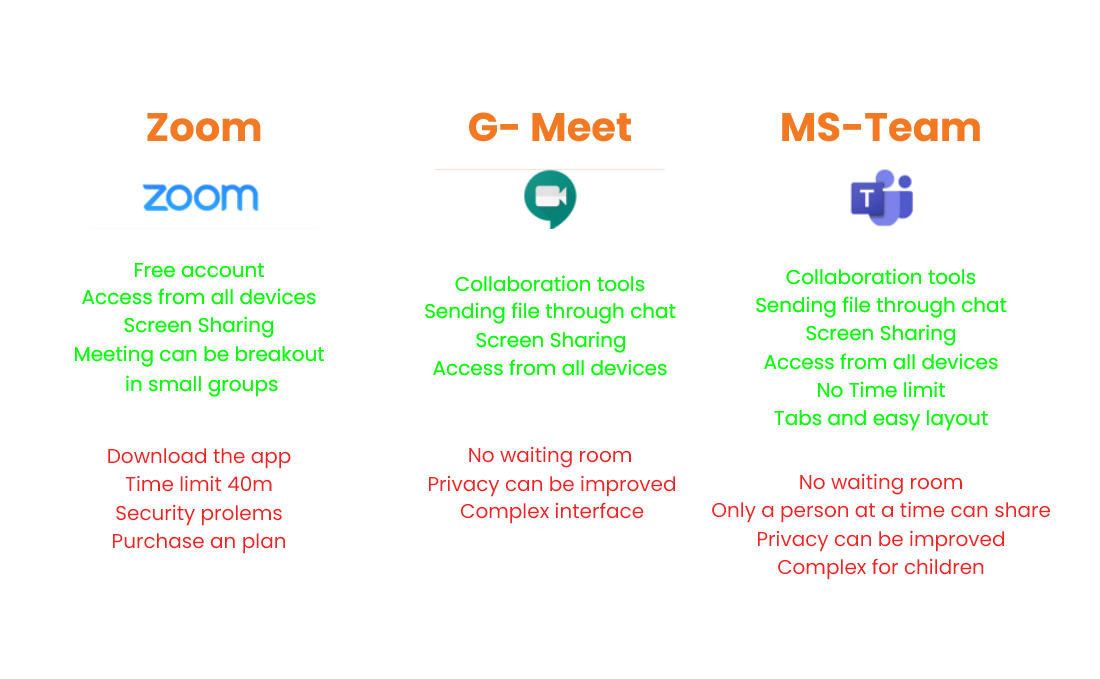 Zoom
zoom
Free account
Access from all devices
Screen Sharing
Meeting can be breakout
in small groups
Download the app
Time limit 40m
Security prolems
Purchase an plan
G- Meet
Collaboration tools
Sending file through chat
Screen Sharing
Access from all devices
No waiting room
Privacy can be improved
Complex interface
MS-Team
T
Collaboration tools
Sending file through chat
Screen Sharing
Access from all devices
No Time limit
Tabs and easy layout
No waiting room
Only a person at a time can share
Privacy can be improved
Complex for children